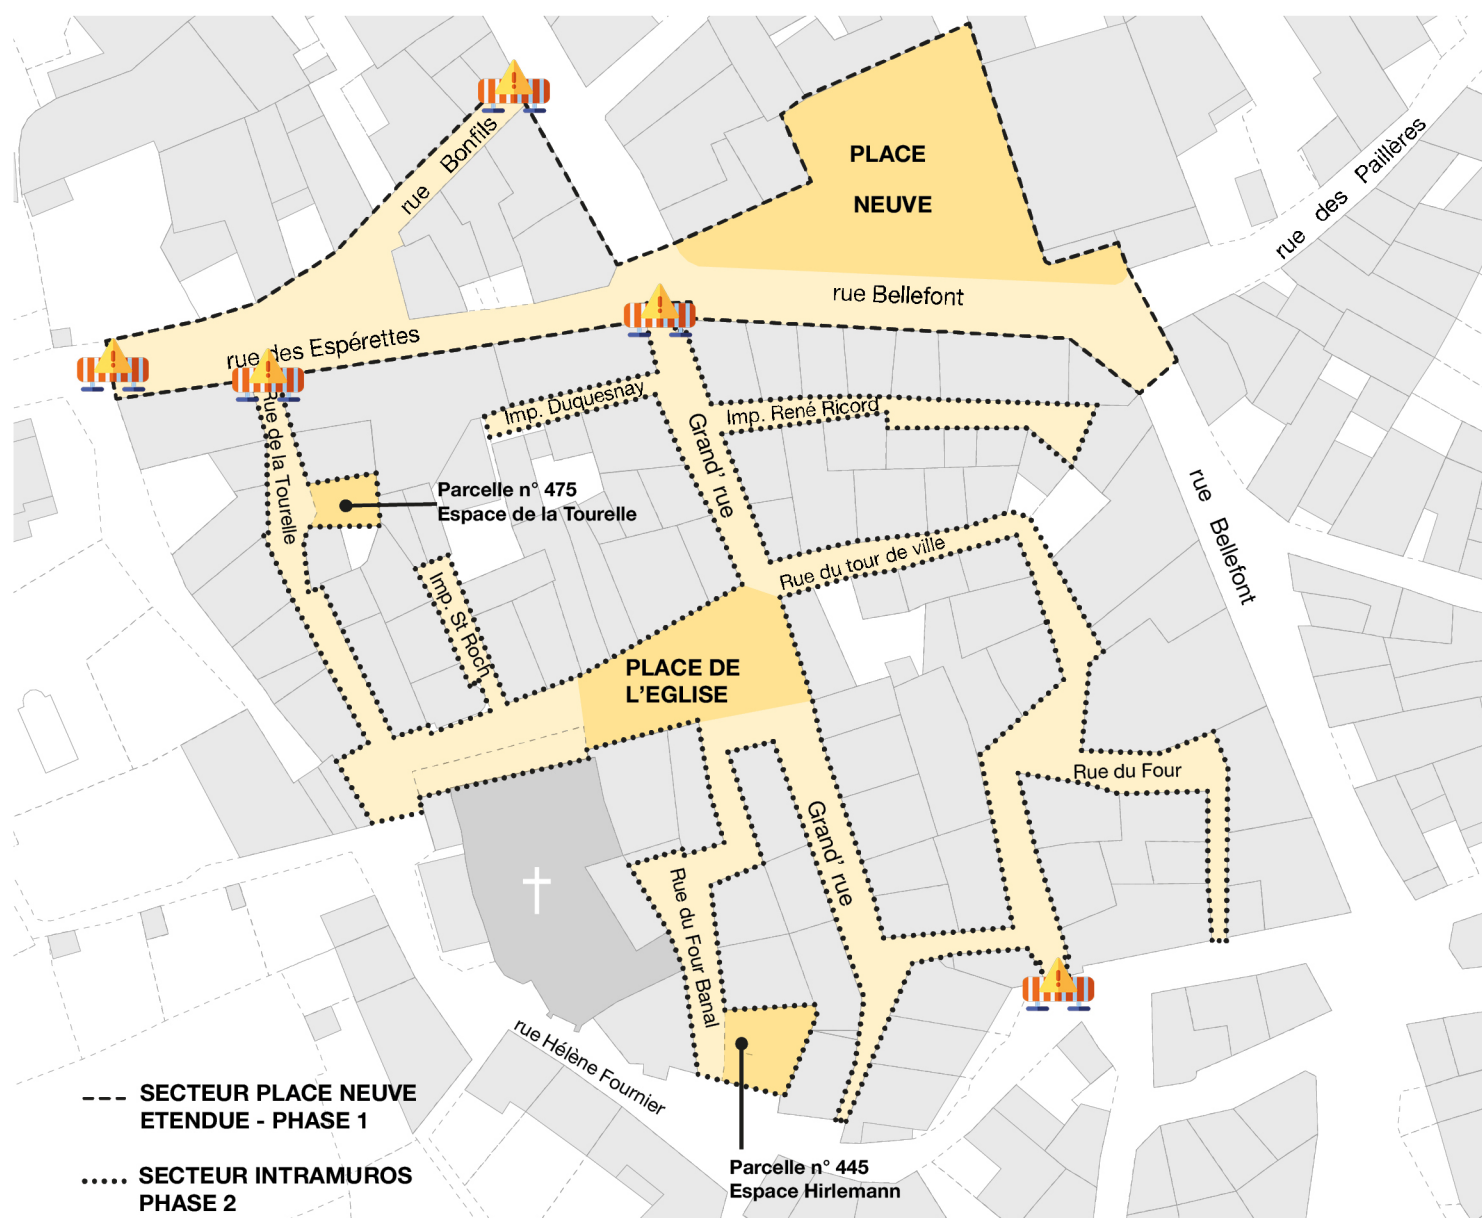 rue Bonfils
PLACE
NEUVE
rue des Paillères
rue Bellefont
rue des Espérettes
Imp. Duquesnay
Imp. René Ricord
Rue de la Tourelle
Grand' rue
Parcelle n° 475
Espace de la Tourelle
rue Bellefont
Rue du tour de ville
Imp. St Roch
PLACE DE
L'EGLISE
Rue du Four
Grand' rue
Rue du Four Banal
rue Hélène Fournier
SECTEUR PLACE NEUVE
ETENDUE - PHASE 1
SECTEUR INTRAMUROS
PHASE 2
Parcelle n° 445
Espace Hirlemann